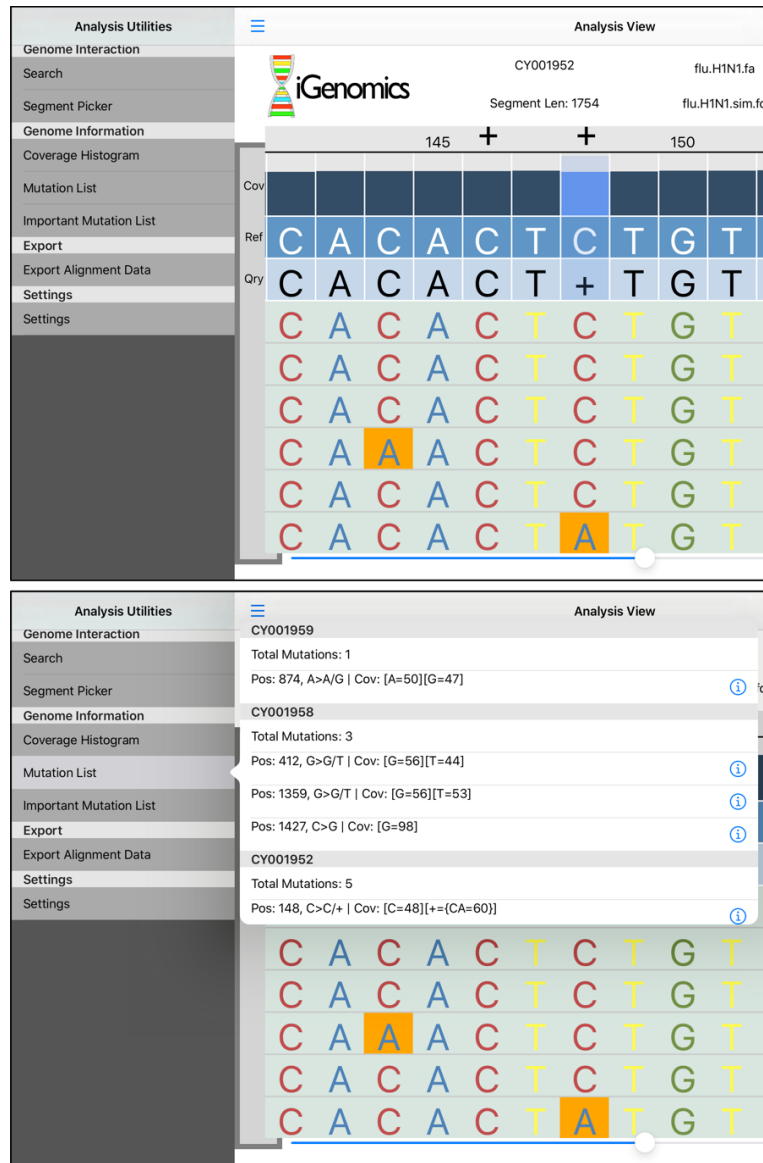 Analysis Utilities
Analysis View
Genome Interaction
Search
Segment Picker
Genome Information
Coverage Histogram
Mutation List
Important Mutation List
Export
Export Alignment Data
Settings
Settings
iGenomics
CY001952
flu.H1N1.fa
Segment Len: 1754
flu.H1N1.sim.fq
145 + + 150
Cov
Ref C A C A C T C T G T
Qry C A C A C T + T G T
C A C A C T C T G T
C A C A C T C T G T
C A C A C T C T G T
C A A A C T C T G T
C A C A C T C T G T
C A C A C T A T G T
Analysis Utilities
Analysis View
Genome Interaction
Search
Segment Picker
Genome Information
Coverage Histogram
Mutation List
Important Mutation List
Export
Export Alignment Data
Settings
Settings
CY001959
Total Mutations: 1
Pos: 874, A>A/G | Cov: [A=50][G=47]
CY001958
Total Mutations: 3
Pos: 412, G>G/T | Cov: [G=56][T=44]
Pos: 1359, G>G/T | Cov: [G=56][T=53]
Pos: 1427, C>G | Cov: [G=98]
CY001952
Total Mutations: 5
Pos: 148, C>C/+ | Cov: [C=48][+={CA=60}]
C A C A C T C T G T
C A C A C T C T G T
C A A A C T C T G T
C A C A C T C T G T
C A C A C T A T G T